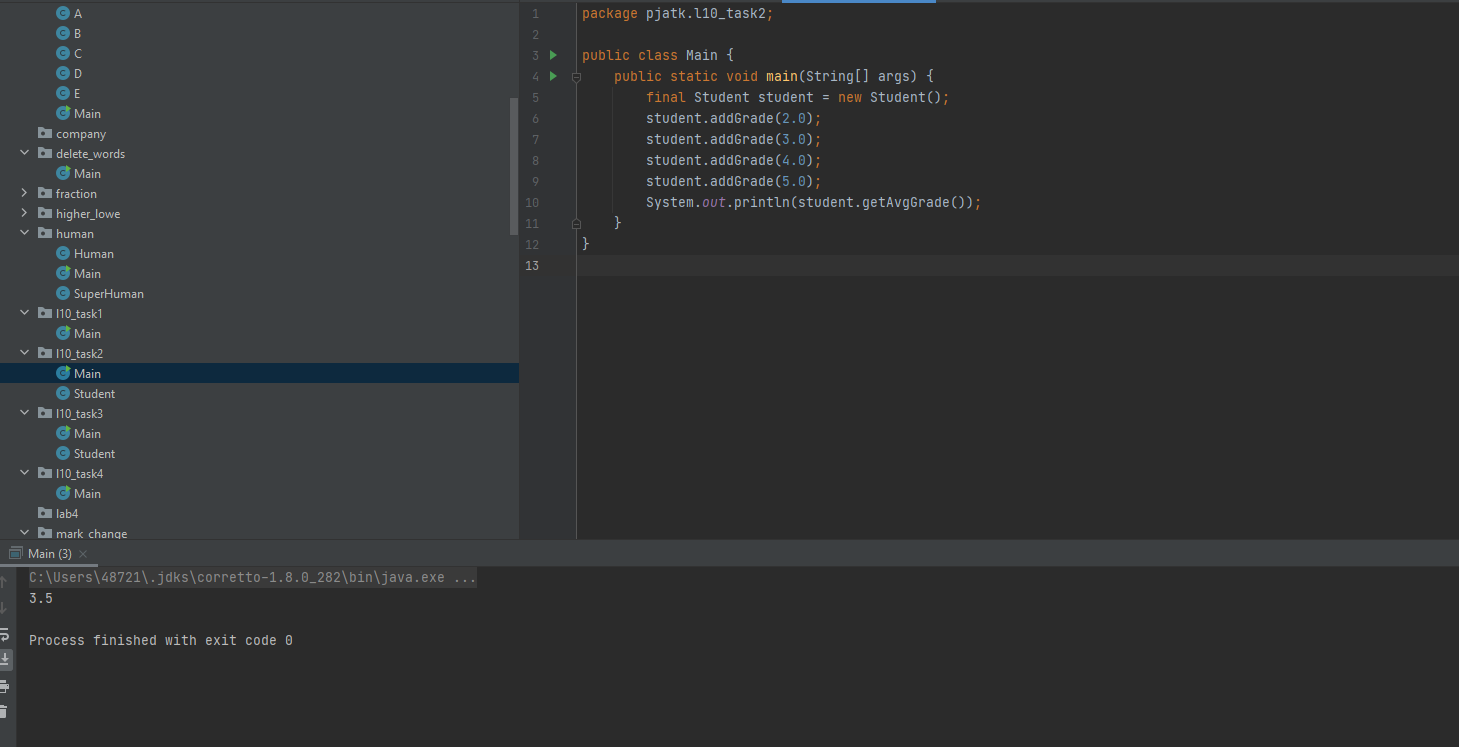 A
B
C
D
E
Main
company
delete_words
Main
fraction
higher_lowe
human
Human
Main
SuperHuman
l10_task1
Main
l10_task2
Main
Student
l10_task3
Main
Student
l10_task4
Main
lab4
mark_change
1 package pjatk.l10_task2;
2
3 public class Main {
4 public static void main(String[] args) {
5 final Student student = new Student();
6 student.addGrade(2.0);
7 student.addGrade(3.0);
8 student.addGrade(4.0);
9 student.addGrade(5.0);
10 System.out.println(student.getAvgGrade());
11 }
12 }
13
Main (3)
C:\Users\48721\.jdks\corretto-1.8.0_282\bin\java.exe ...
3.5
Process finished with exit code 0